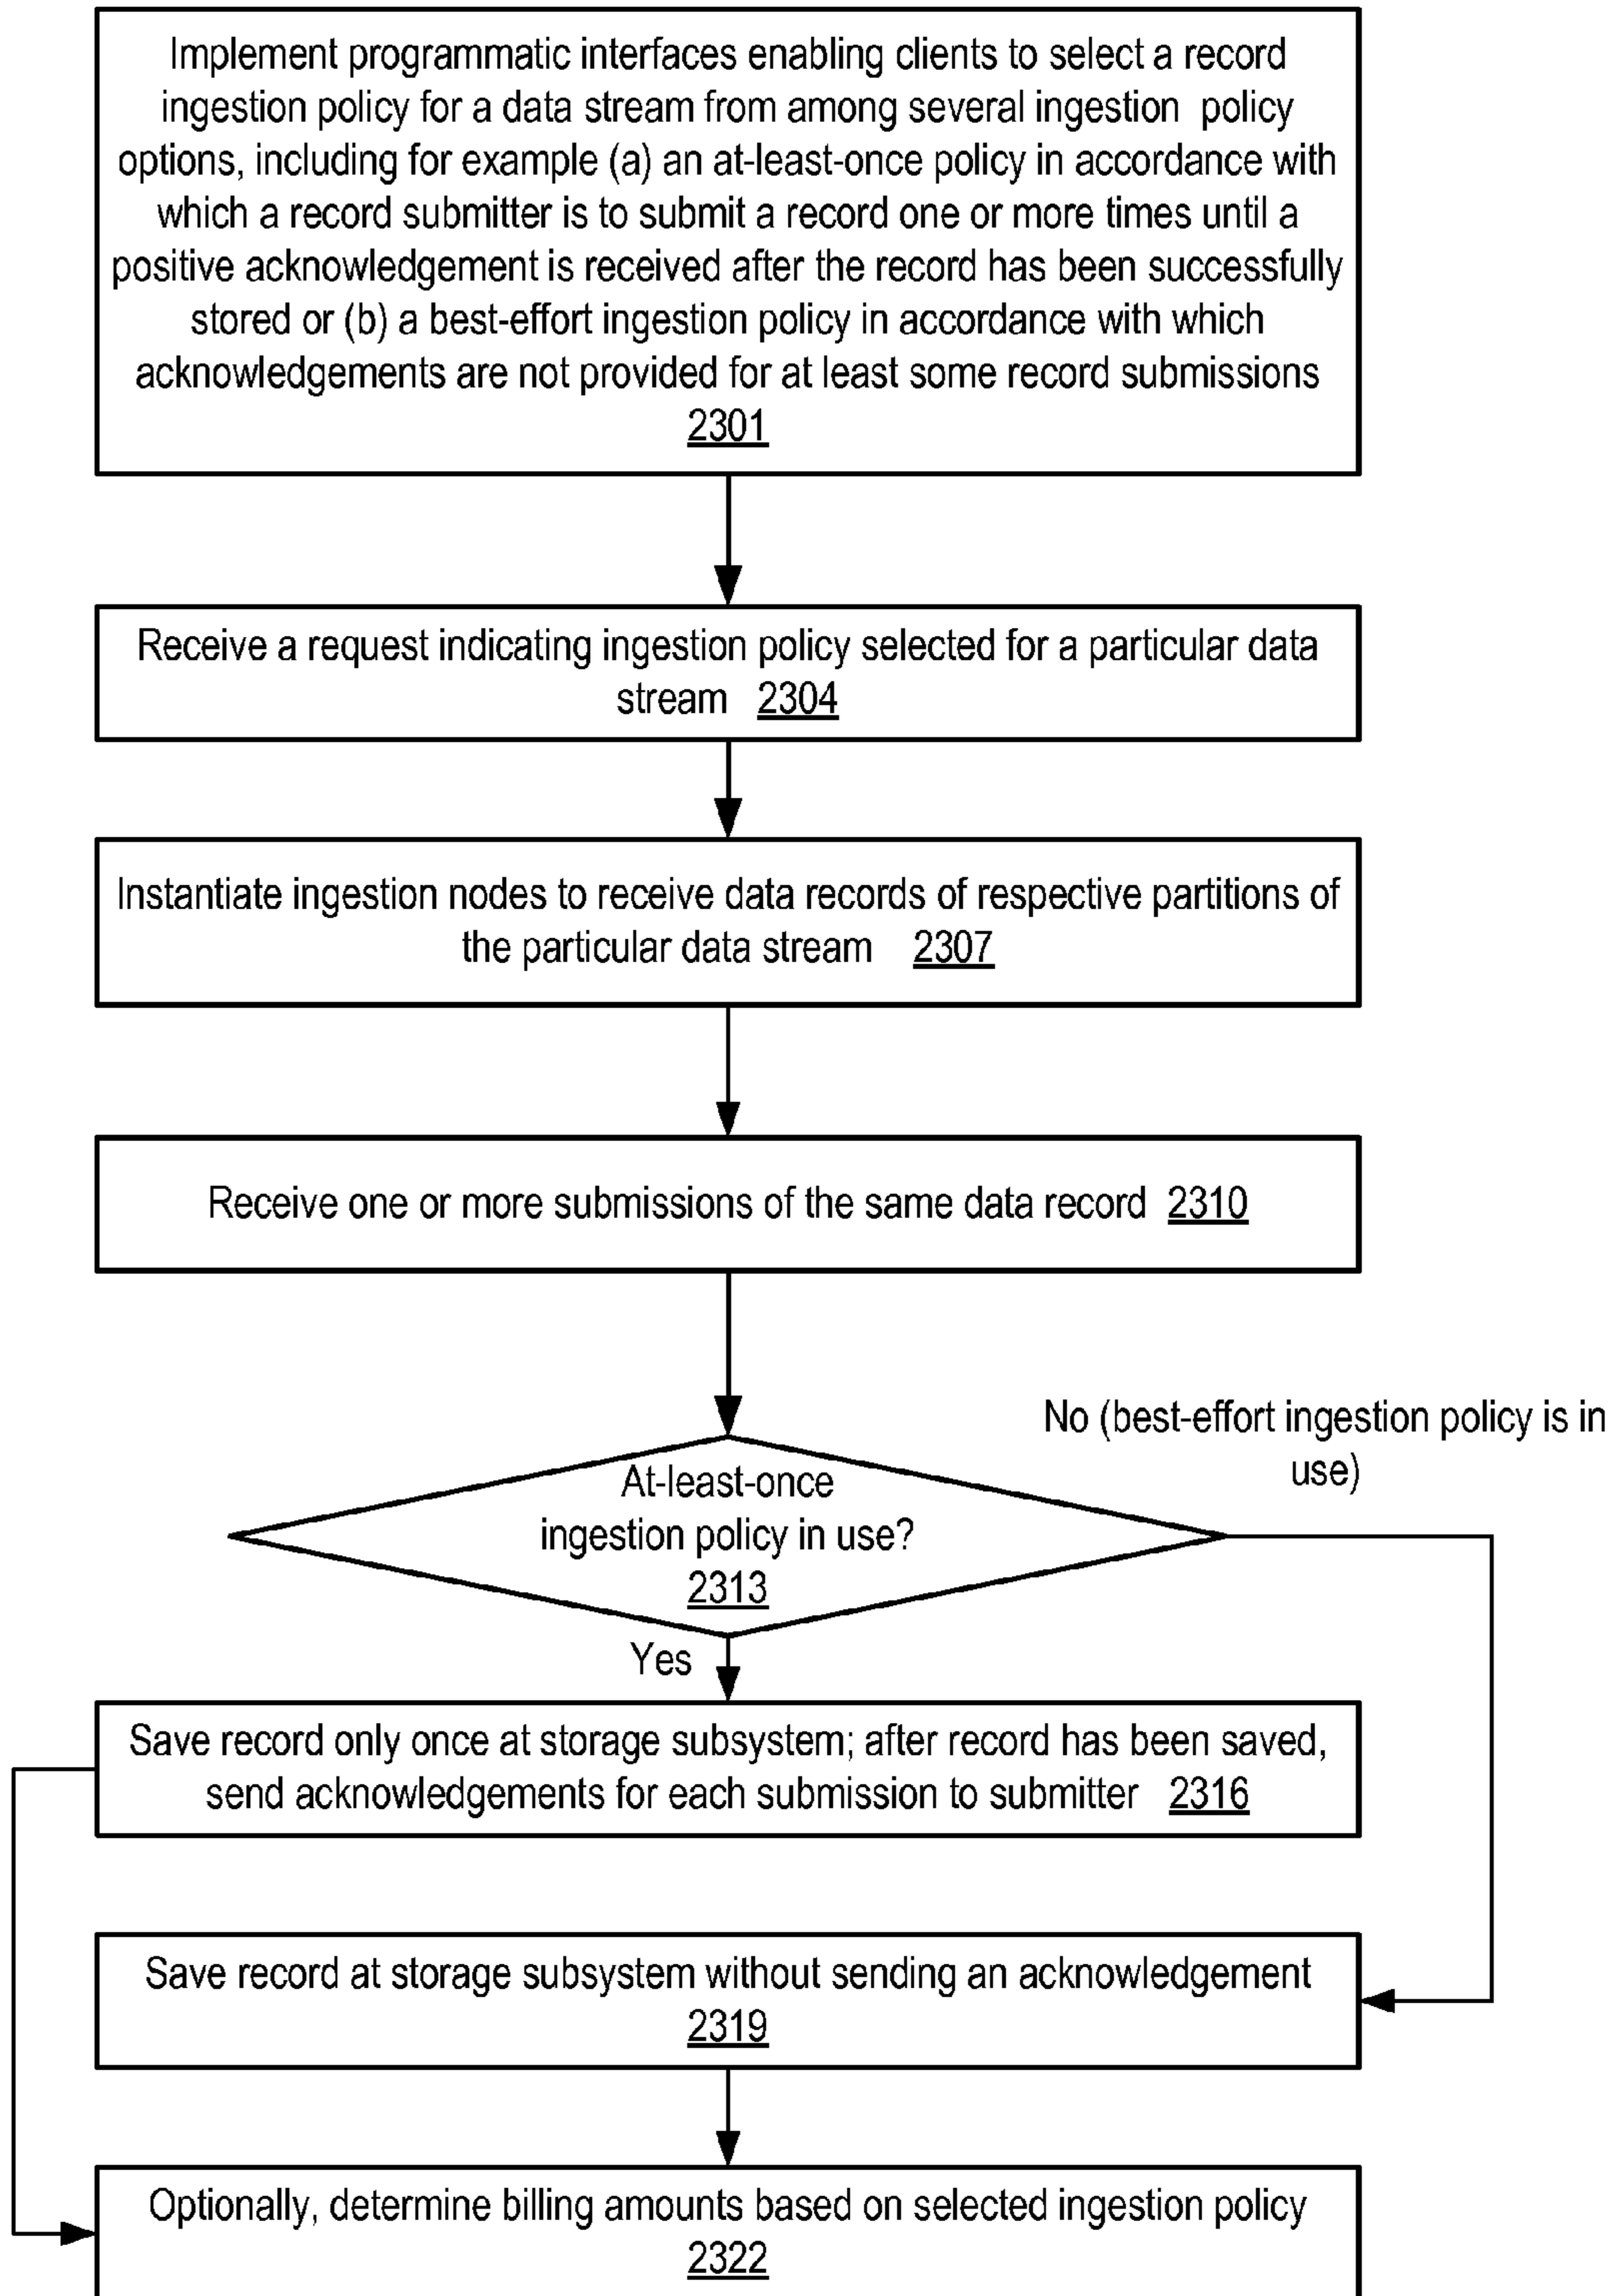 Implement programmatic interfaces enabling clients to select a record
ingestion policy for a data stream from among several ingestion policy
options, including for example (a) an at-least-once policy in accordance with
which a record submitter is to submit a record one or more times until a
positive acknowledgement is received after the record has been successfully
stored or (b) a best-effort ingestion policy in accordance with which
acknowledgements are not provided for at least some record submissions
2301
Receive a request indicating ingestion policy selected for a particular data
stream 2304
Instantiate ingestion nodes to receive data records of respective partitions of
the particular data stream 2307
Receive one or more submissions of the same data record 2310
No (best-effort ingestion policy is in
use)
At-least-once
ingestion policy in use?
2313
Yes
Save record only once at storage subsystem; after record has been saved,
send acknowledgements for each submission to submitter 2316
Save record at storage subsystem without sending an acknowledgement
2319
Optionally, determine billing amounts based on selected ingestion policy
2322